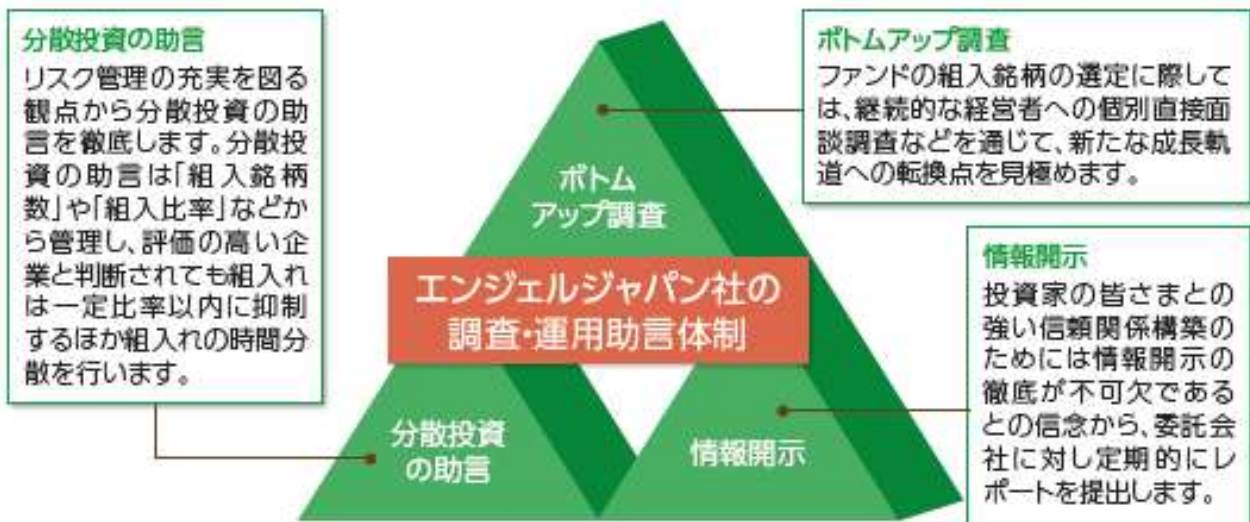 分散投資の助言
リスク管理の充実を図る
観点から分散投資の助
言を徹底します。分散投
資の助言は「組入銘柄
数」や「組入比率」などか
ら管理し、評価の高い企
業と判断されても組入れ
は一定比率以内に抑制
するほか組入れの時間分
散を行います。
ボトムアップ調査
ファンドの組入銘柄の選定に際して
は、継続的な経営者への個別直接面
談調査などを通じて、新たな成長軌
道への転換点を見極めます。
ボトム
アップ調査
エンジェルジャパン社の
調査・運用助言体制
分散投資
の助言
情報開示
情報開示
投資家の皆さまとの
強い信頼関係構築の
ためには情報開示の
徹底が不可欠である
との信念から、委託会
社に対し定期的にレ
ポートを提出します。